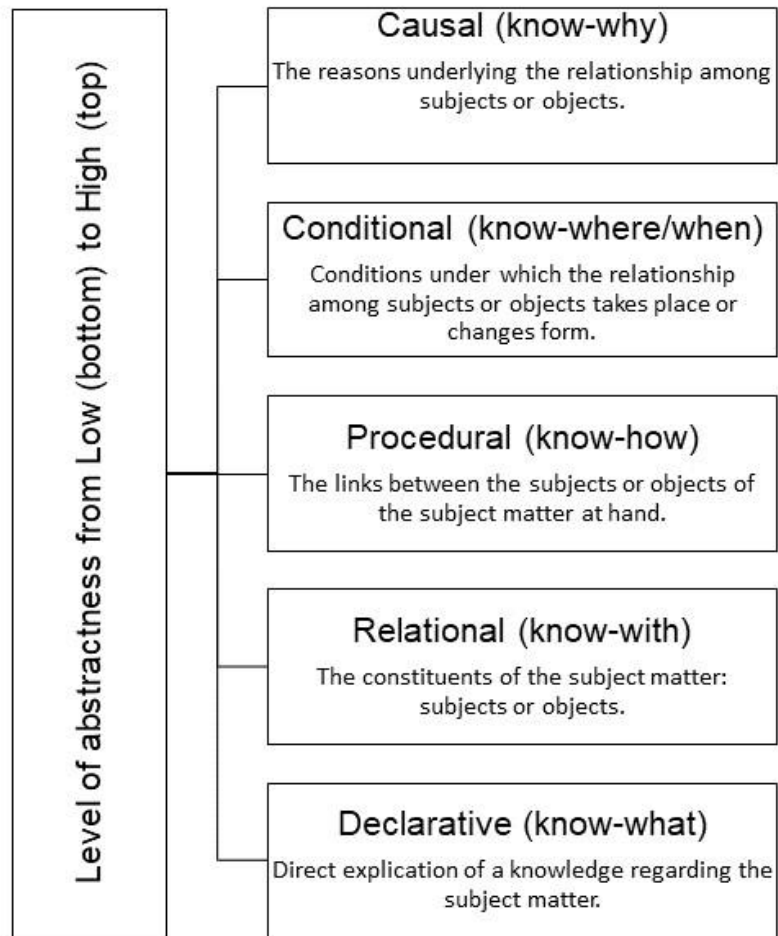 Level of abstractness from Low (bottom) to High (top)
Causal (know-why)
The reasons underlying the relationship among
subjects or objects.
Conditional (know-where/when)
Conditions under which the relationship
among subjects or objects takes place or
changes form.
Procedural (know-how)
The links between the subjects or objects of
the subject matter at hand.
Relational (know-with)
The constituents of the subject matter:
subjects or objects.
Declarative (know-what)
Direct explication of a knowledge regarding the
subject matter.